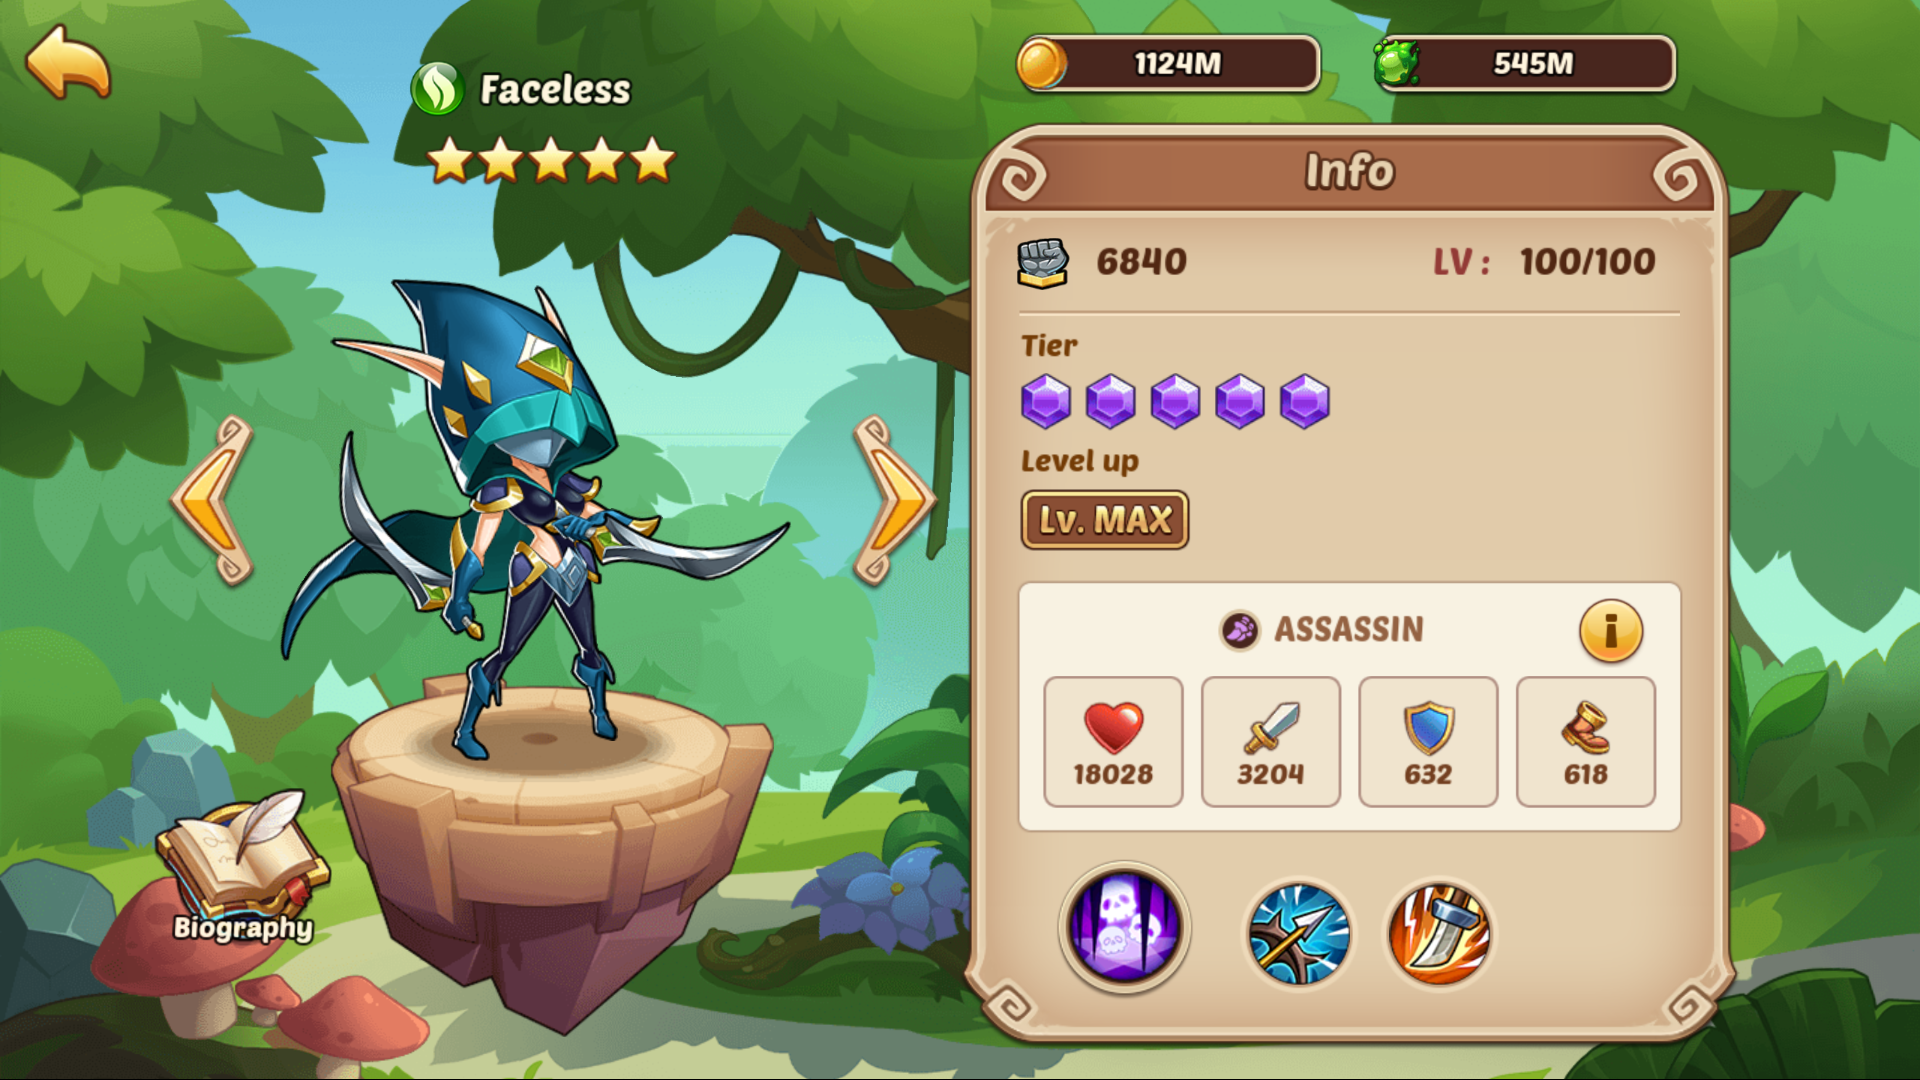 Faceless
1124M
545M
Info
6840
LV : 100/100
Tier
Level up
Lv. MAX
ASSASSIN
18028
3204
632
618
Biography